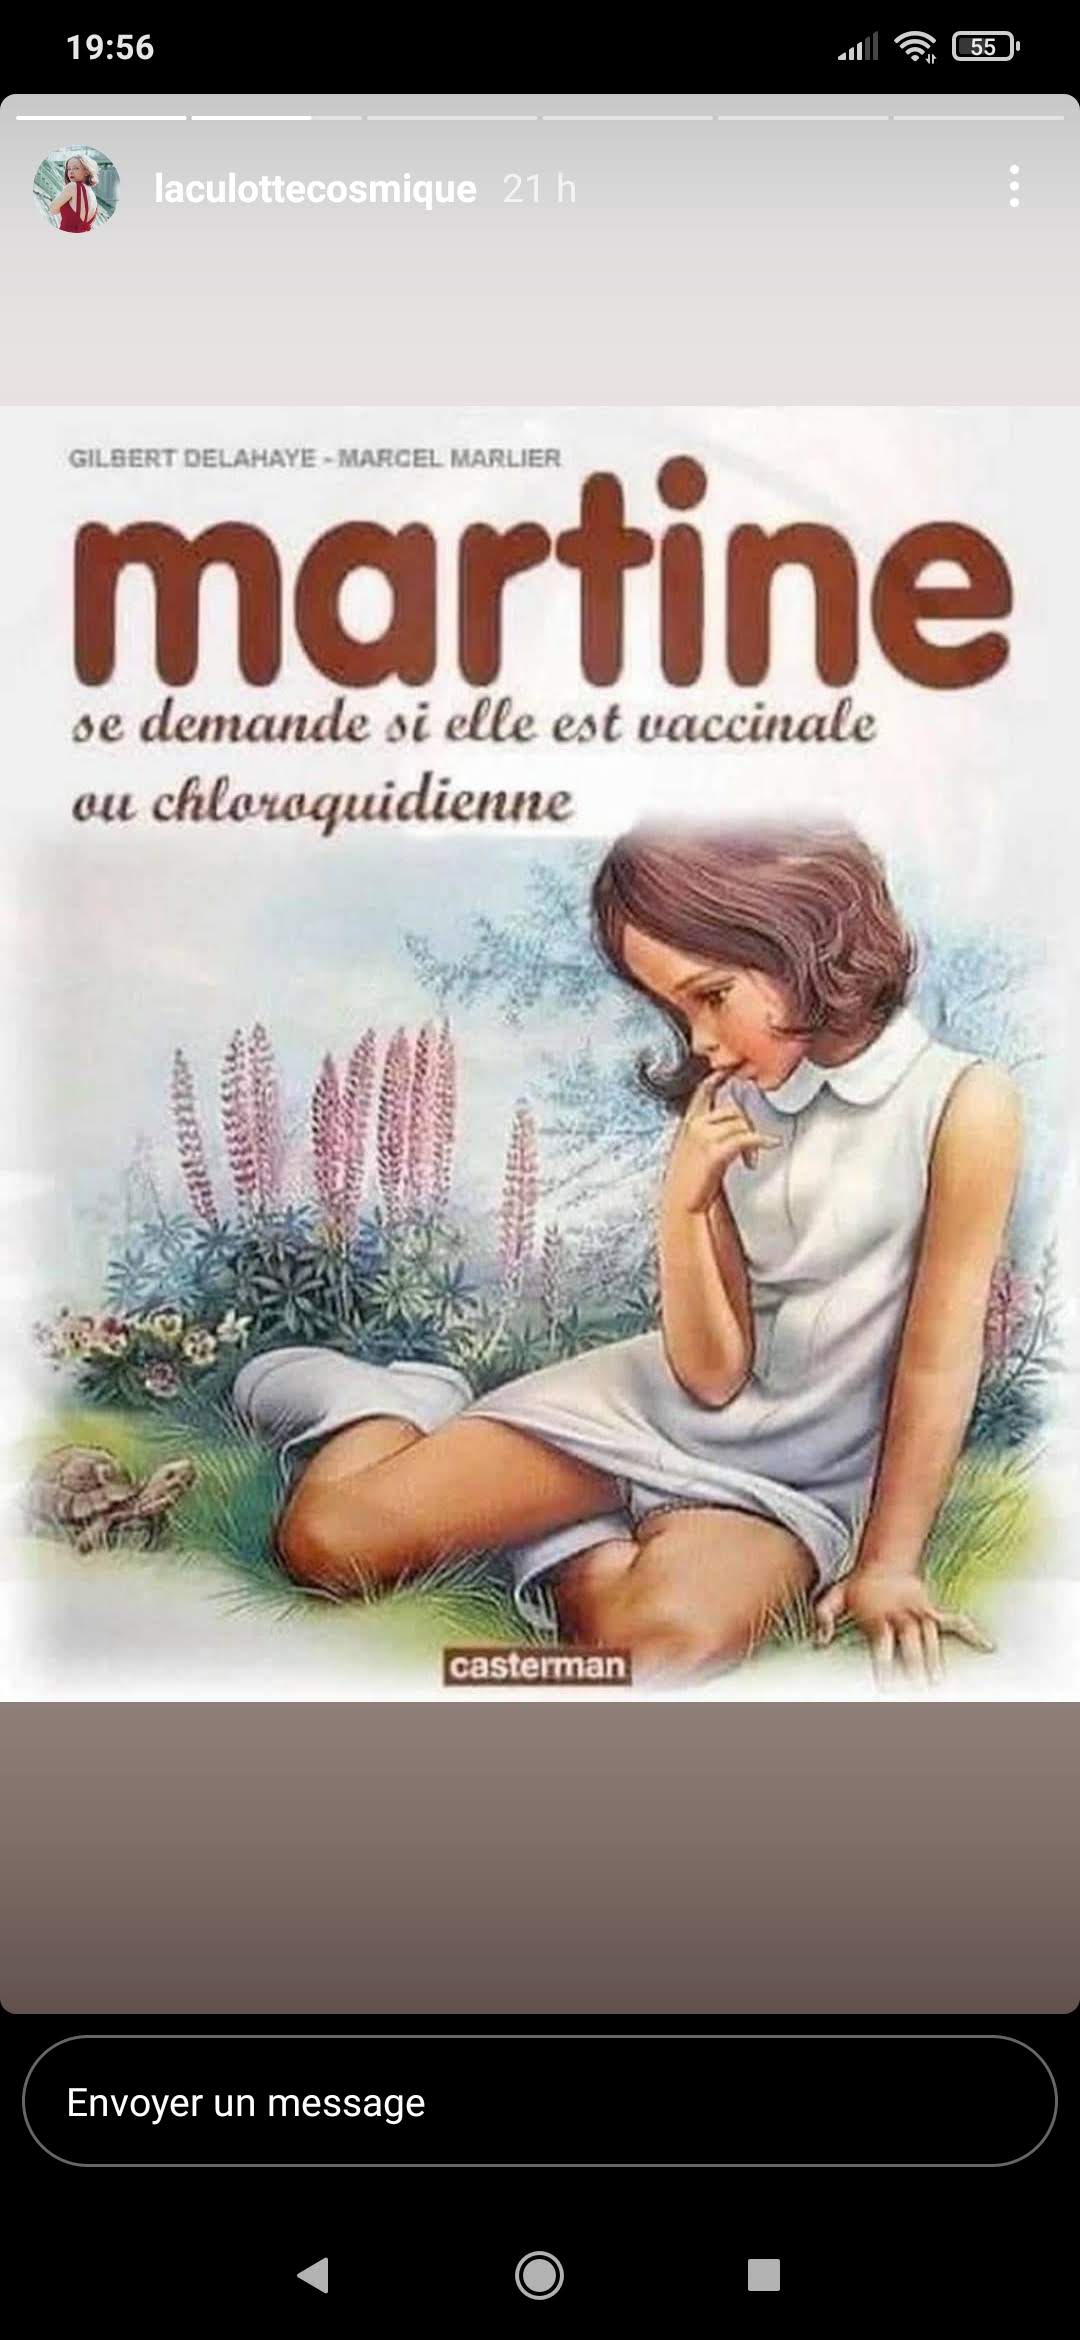 19:56
55
laculottecosmique 21 h
GILBERT DELAHAYE - MARCEL MARLIER
martine
se demande si elle est vaccinale
ou chloroquidienne
casterman
Envoyer un message